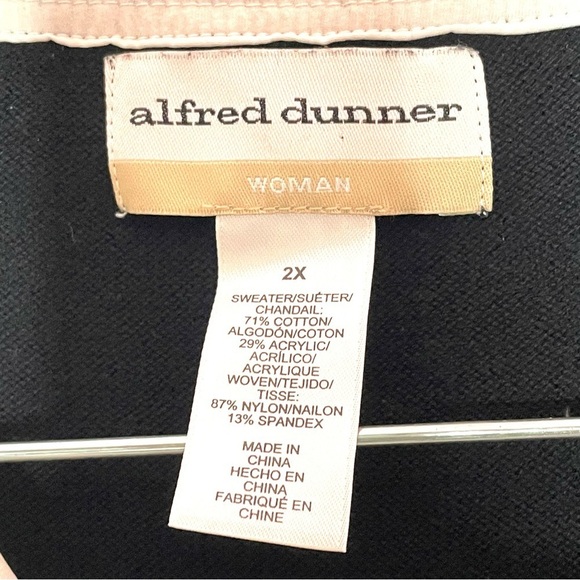 alfred dunner
WOMAN
2X
SWEATER/SUÉTER/
CHANDAIL:
71% COTTON/
ALGODÓN/COTON
29% ACRYLIC/
ACRÍLICO/
ACRYLIQUE
WOVEN/TEJIDO/
TISSE:
87% NYLON/NAILON
13% SPANDEX
MADE IN
CHINA
HECHO EN
CHINA
FABRIQUÉ EN
CHINE